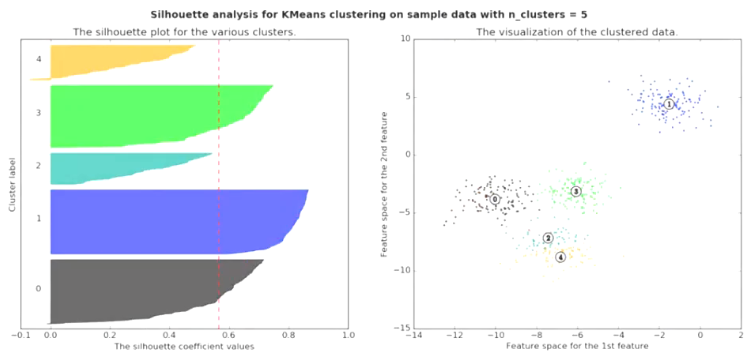 Silhouette analysis for KMeans clustering on sample data with n_clusters = 5
The silhouette plot for the various clusters.
Cluster label
4
3
2
1
0
−0.1 0.0 0.2 0.4 0.6 0.8 1.0
The silhouette coefficient values
The visualization of the clustered data.
Feature space for the 2nd feature
10
5
0
−5
−10
−15
1
3
0
2
4
−14 −12 −10 −8 −6 −4 −2 0 2
Feature space for the 1st feature